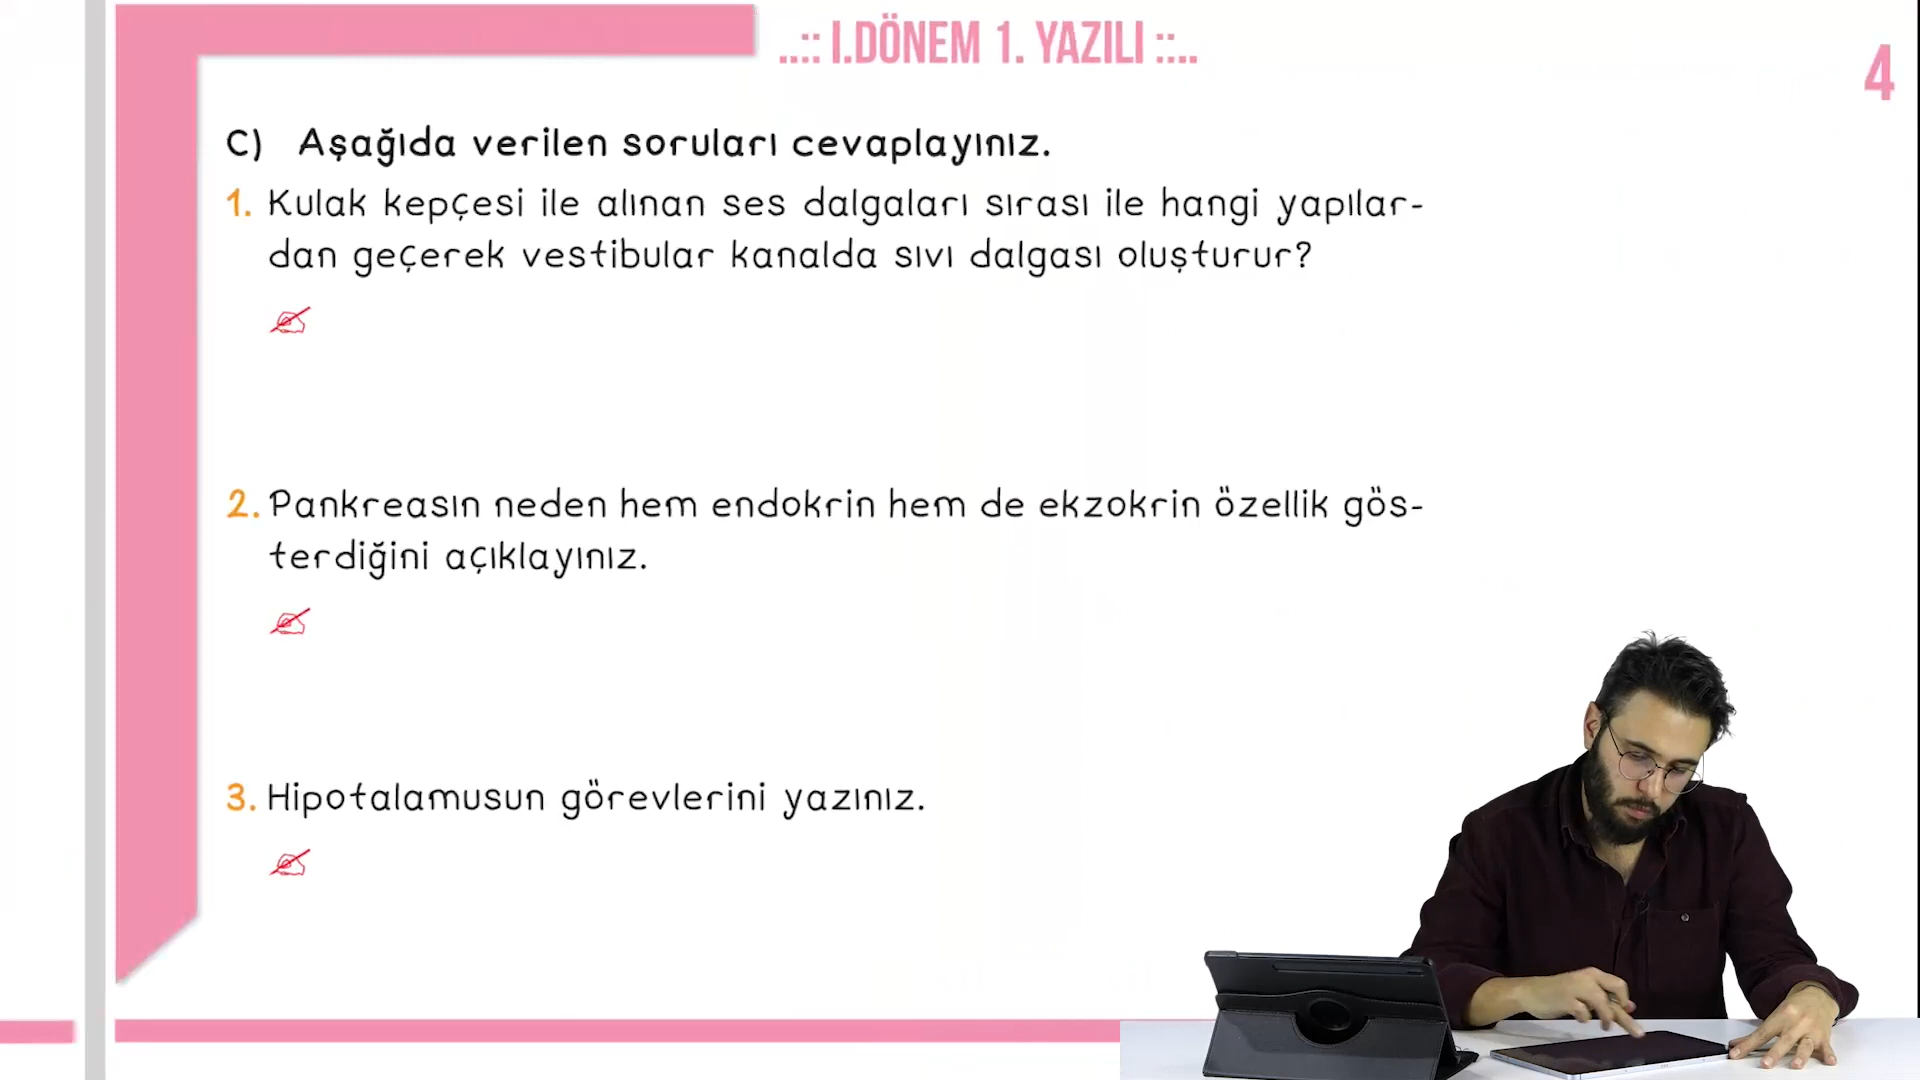 ..:: I.DÖNEM 1. YAZILI ::..
4
C) Aşağıda verilen soruları cevaplayınız.
1. Kulak kepçesi ile alınan ses dalgaları sırası ile hangi yapılar-
dan geçerek vestibular kanalda sıvı dalgası oluşturur?
2. Pankreasın neden hem endokrin hem de ekzokrin özellik gös-
terdiğini açıklayınız.
3. Hipotalamusun görevlerini yazınız.